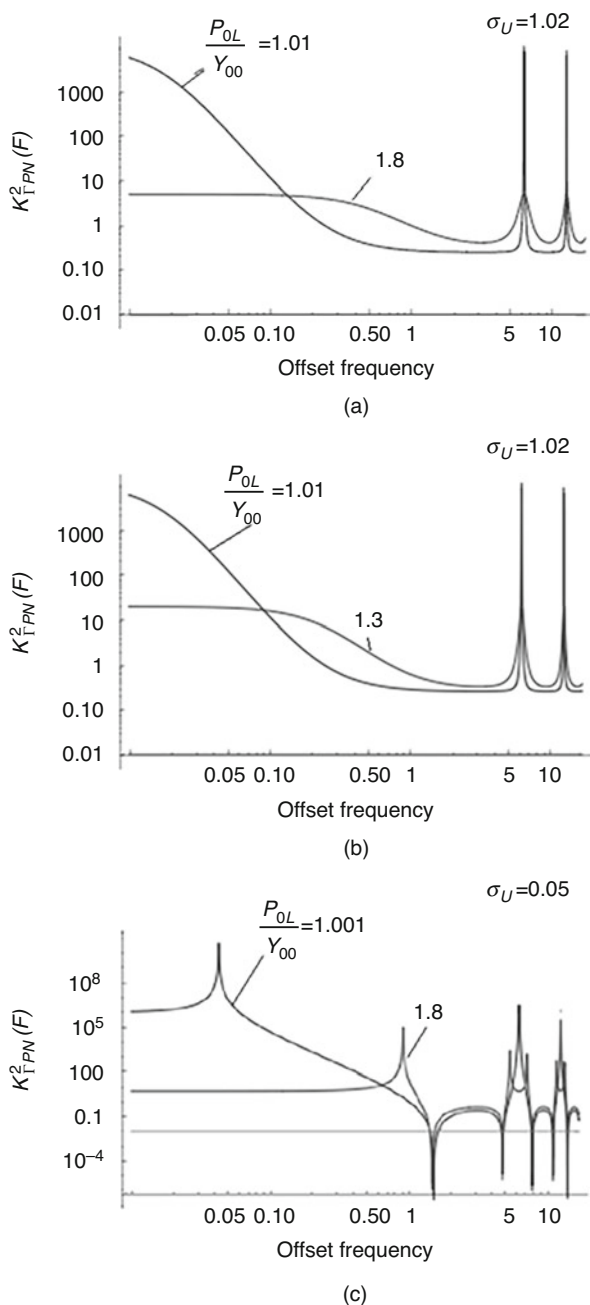 P0L/Y00 =1.01
σU=1.02
1000
100
10
1
0.10
0.01
1.8
K²ΓPN(F)
0.05 0.10 0.50 1 5 10
Offset frequency
(a)
σU=1.02
P0L/Y00 =1.01
1000
100
10
1
0.10
0.01
1.3
K²ΓPN(F)
0.05 0.10 0.50 1 5 10
Offset frequency
(b)
σU=0.05
P0L/Y00 =1.001
10⁸
10⁵
100
0.1
10⁻⁴
1.8
K²ΓPN(F)
0.05 0.10 0.50 1 5 10
Offset frequency
(c)